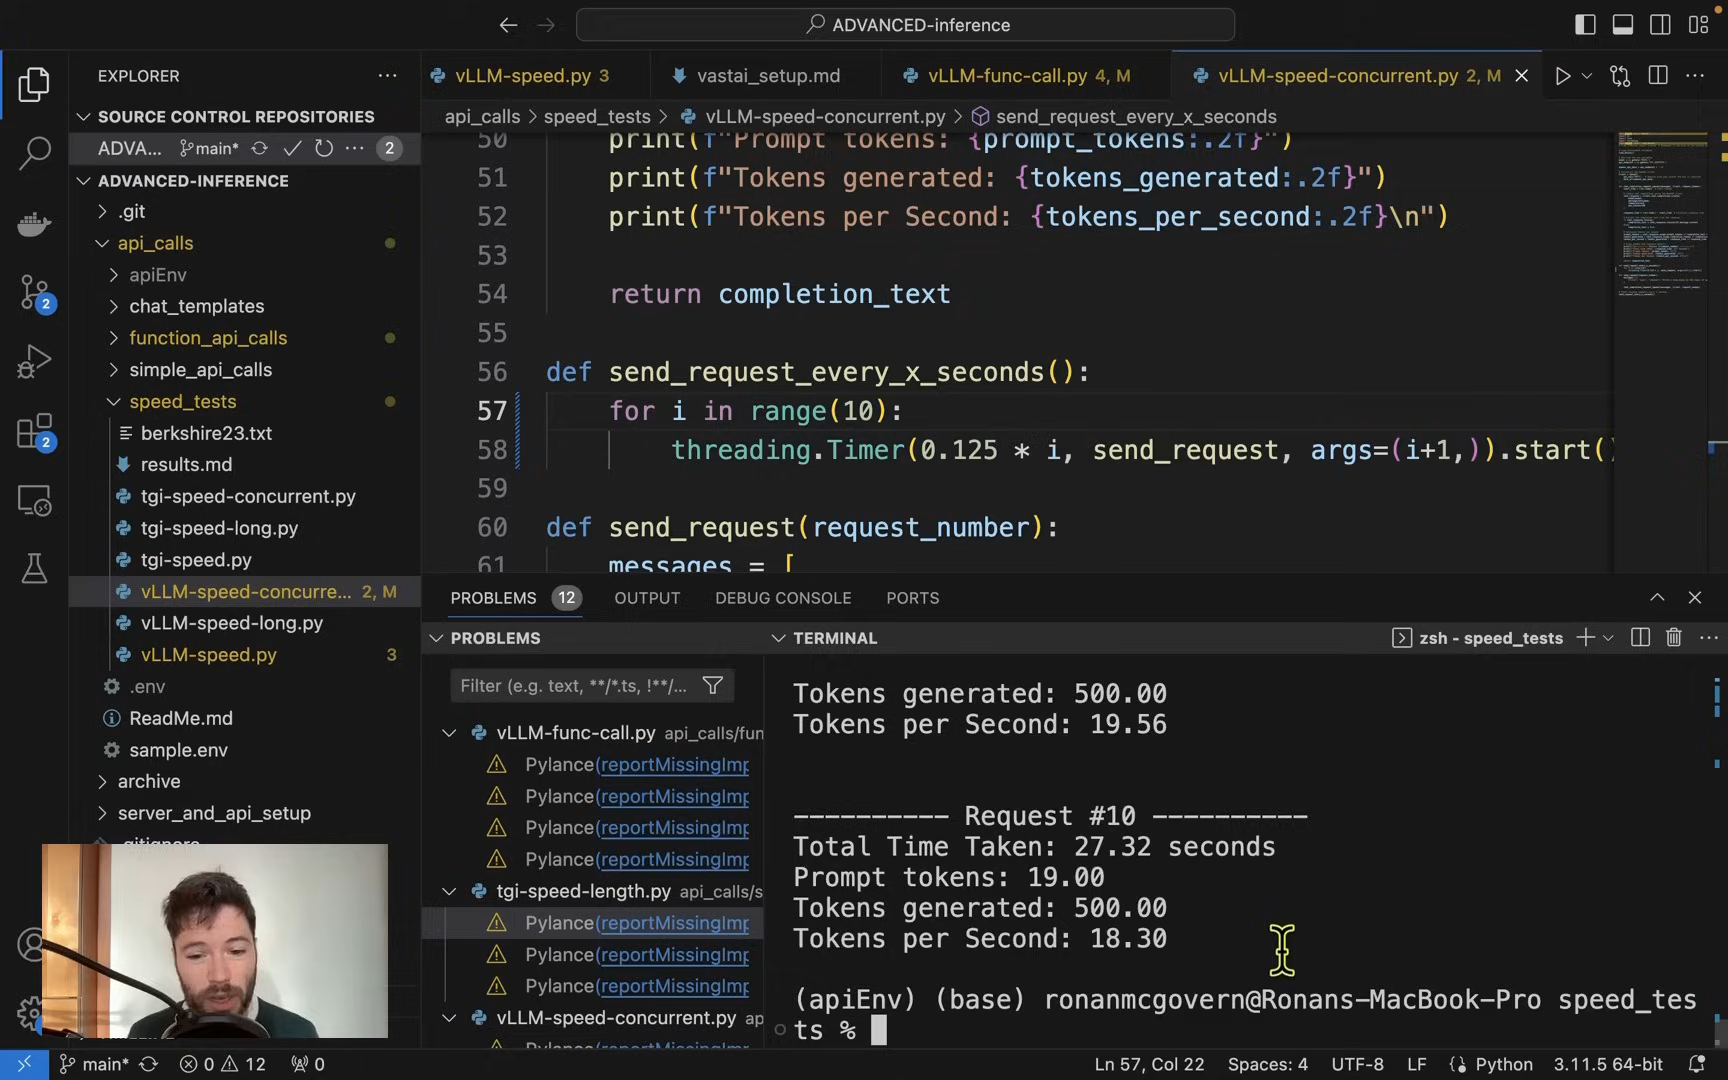 ADVANCED-inference
EXPLORER
SOURCE CONTROL REPOSITORIES
ADVA... main* 2
ADVANCED-INFERENCE
.git
api_calls
apiEnv
chat_templates
function_api_calls
simple_api_calls
speed_tests
berkshire23.txt
results.md
tgi-speed-concurrent.py
tgi-speed-long.py
tgi-speed.py
vLLM-speed-concurre... 2, M
vLLM-speed-long.py
vLLM-speed.py 3
.env
ReadMe.md
sample.env
archive
server_and_api_setup
2
2
vLLM-speed.py 3
vastai_setup.md
vLLM-func-call.py 4, M
vLLM-speed-concurrent.py 2, M
api_calls > speed_tests > vLLM-speed-concurrent.py > send_request_every_x_seconds
50 print(f"Prompt tokens: {prompt_tokens:.2f}")
51 print(f"Tokens generated: {tokens_generated:.2f}")
52 print(f"Tokens per Second: {tokens_per_second:.2f}\n")
53
54 return completion_text
55
56 def send_request_every_x_seconds():
57 for i in range(10):
58 threading.Timer(0.125 * i, send_request, args=(i+1,)).start()
59
60 def send_request(request_number):
61 messages = [
PROBLEMS 12 OUTPUT DEBUG CONSOLE PORTS
PROBLEMS
Filter (e.g. text, **/*.ts, !**/...
vLLM-func-call.py api_calls/fun
Pylance(reportMissingImp
Pylance(reportMissingImp
Pylance(reportMissingImp
Pylance(reportMissingImp
tgi-speed-length.py api_calls/s
Pylance(reportMissingImp
Pylance(reportMissingImp
Pylance(reportMissingImp
vLLM-speed-concurrent.py ap
TERMINAL
zsh - speed_tests
Tokens generated: 500.00
Tokens per Second: 19.56
---------- Request #10 ----------
Total Time Taken: 27.32 seconds
Prompt tokens: 19.00
Tokens generated: 500.00
Tokens per Second: 18.30
(apiEnv) (base) ronanmcgovern@Ronans-MacBook-Pro speed_tes
ts %
main* 0 12 0
Ln 57, Col 22 Spaces: 4 UTF-8 LF Python 3.11.5 64-bit